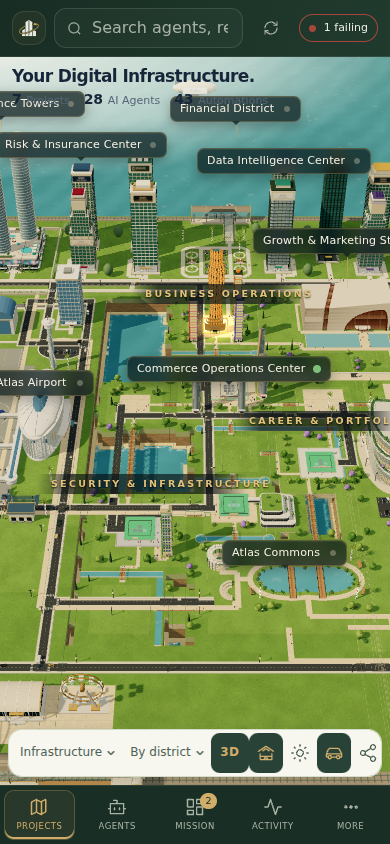 Search agents, re
1 failing
Your Digital Infrastructure.
28 AI Agents 43 Automations
nce Towers
Financial District
Risk & Insurance Center
Data Intelligence Center
Growth & Marketing St
BUSINESS OPERATIONS
Commerce Operations Center
Atlas Airport
CAREER & PORTFOL
SECURITY & INFRASTRUCTURE
Atlas Commons
Infrastructure By district 3D
2
PROJECTS AGENTS MISSION ACTIVITY MORE